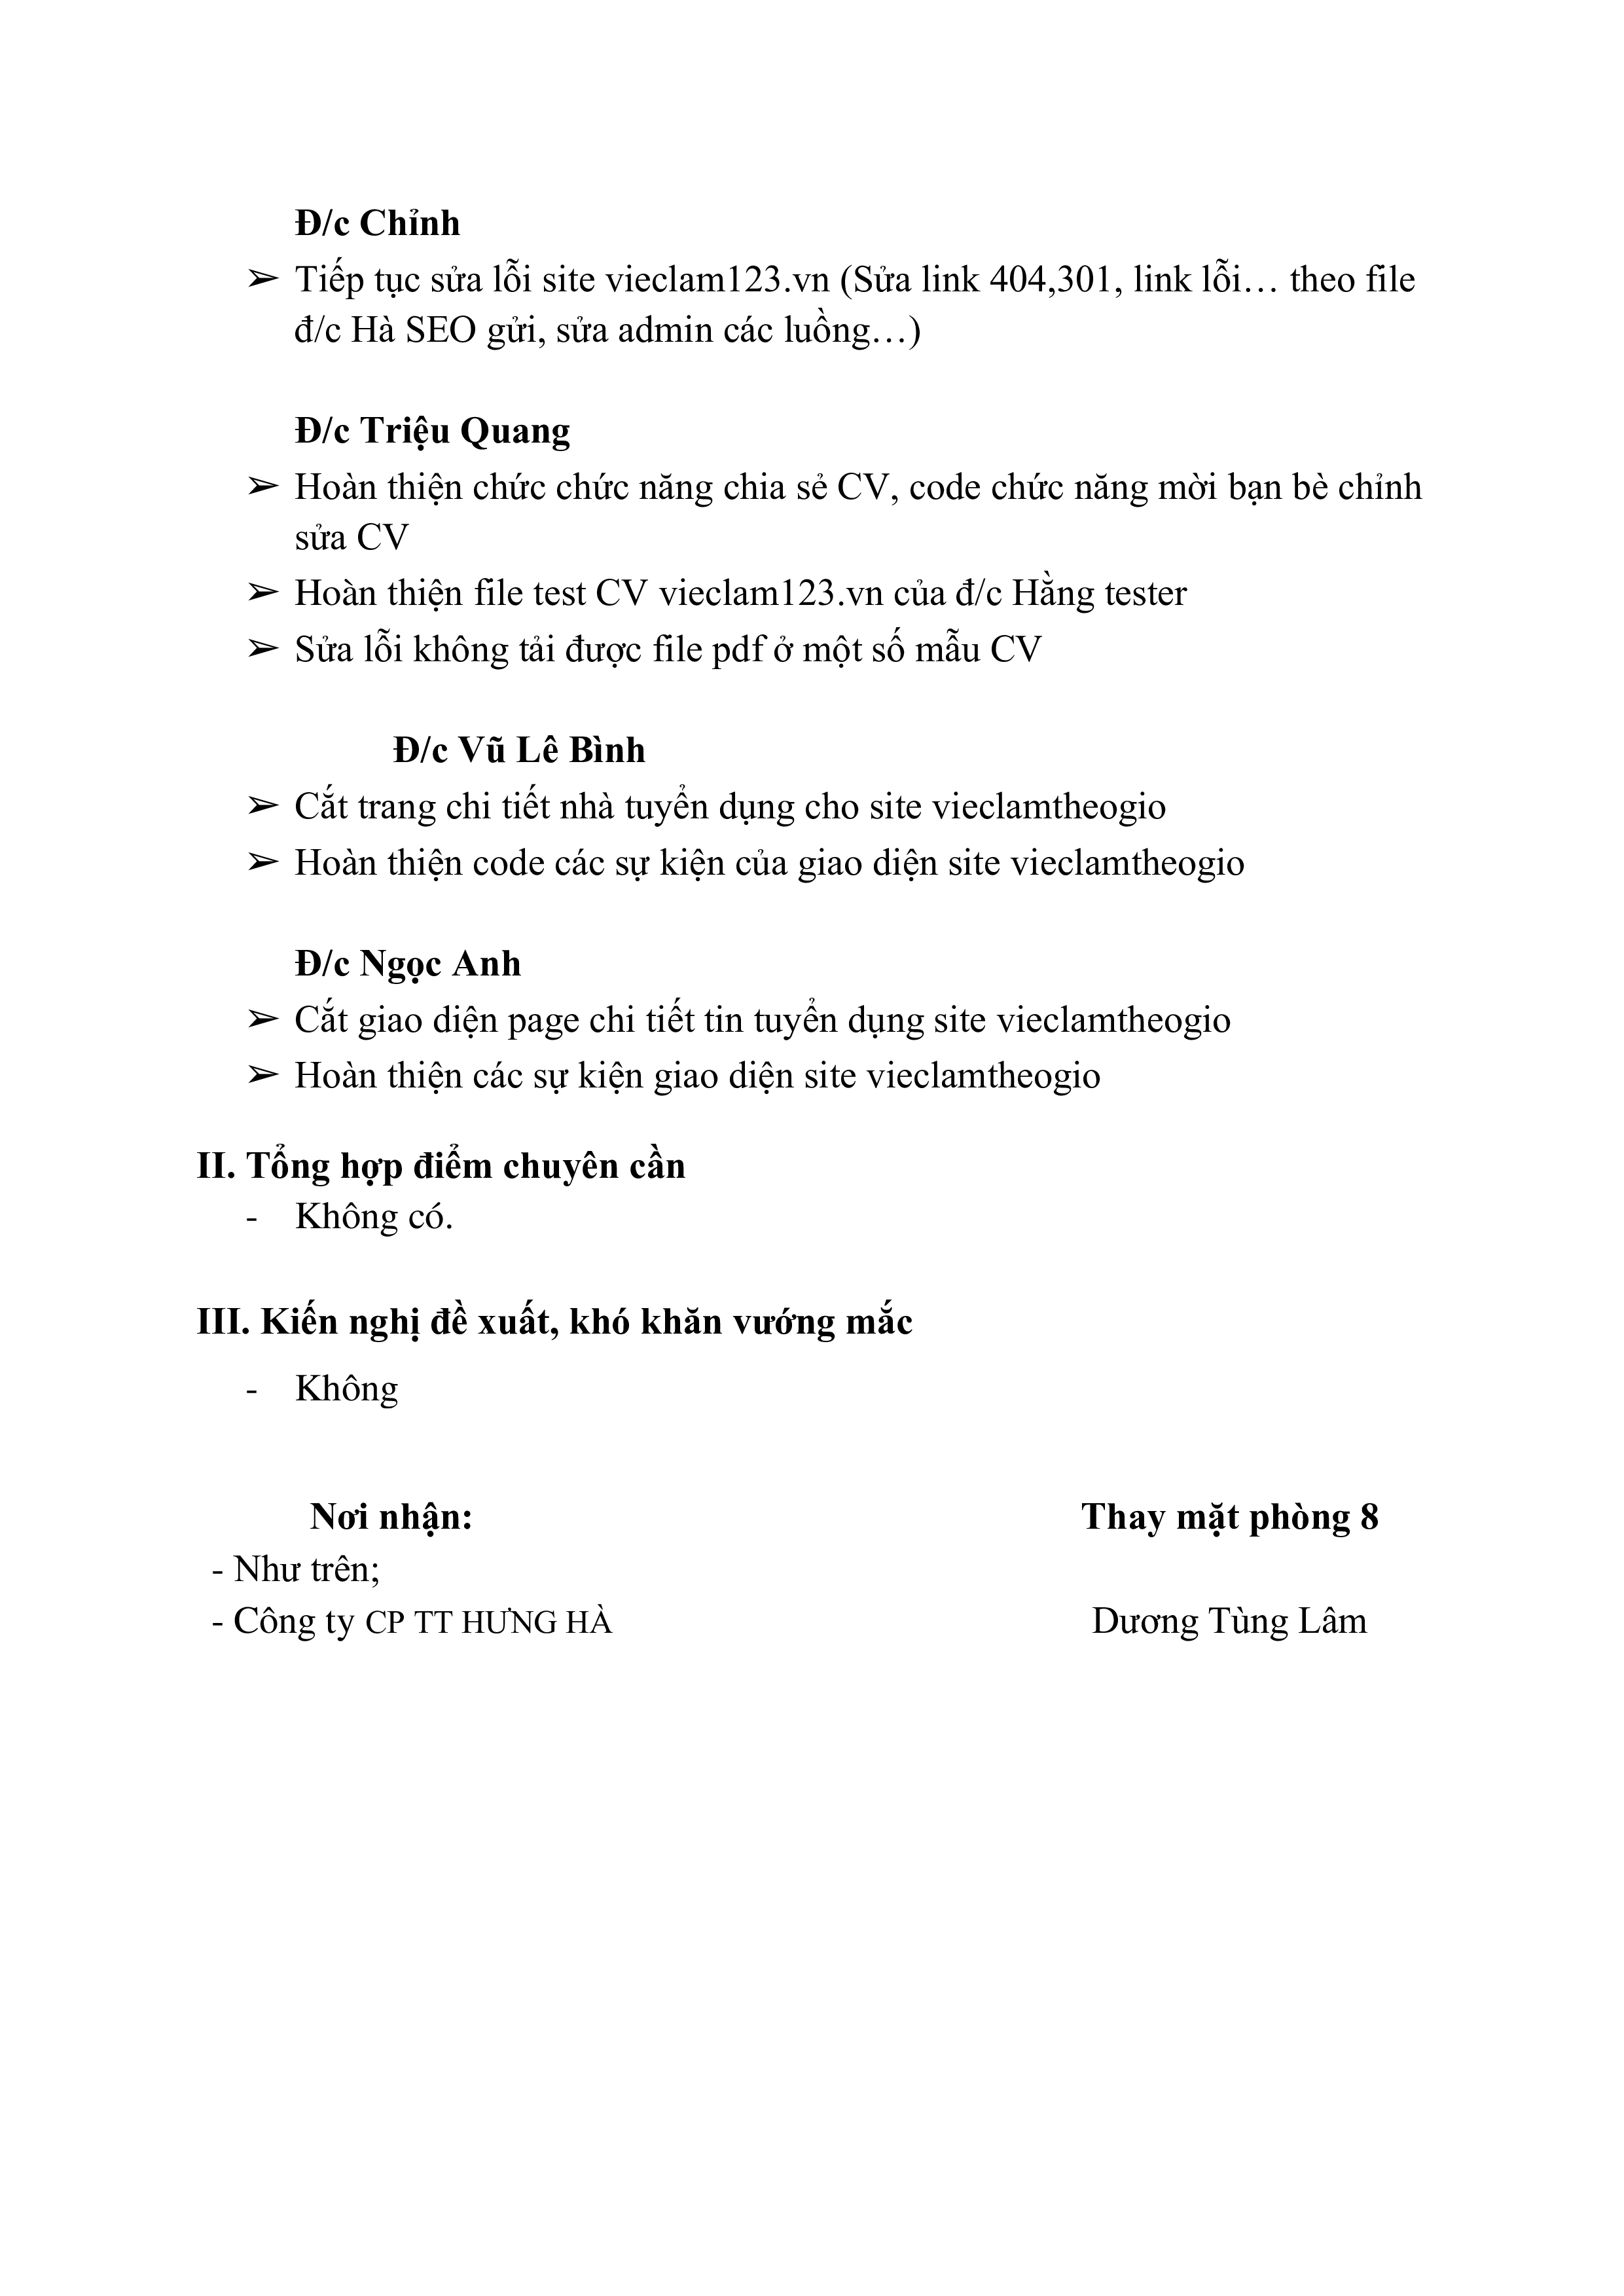 Đ/c Chỉnh
➢ Tiếp tục sửa lỗi site vieclam123.vn (Sửa link 404,301, link lỗi… theo file
đ/c Hà SEO gửi, sửa admin các luồng…)
Đ/c Triệu Quang
➢ Hoàn thiện chức chức năng chia sẻ CV, code chức năng mời bạn bè chỉnh
sửa CV
➢ Hoàn thiện file test CV vieclam123.vn của đ/c Hằng tester
➢ Sửa lỗi không tải được file pdf ở một số mẫu CV
Đ/c Vũ Lê Bình
➢ Cắt trang chi tiết nhà tuyển dụng cho site vieclamtheogio
➢ Hoàn thiện code các sự kiện của giao diện site vieclamtheogio
Đ/c Ngọc Anh
➢ Cắt giao diện page chi tiết tin tuyển dụng site vieclamtheogio
➢ Hoàn thiện các sự kiện giao diện site vieclamtheogio
II. Tổng hợp điểm chuyên cần
- Không có.
III. Kiến nghị đề xuất, khó khăn vướng mắc
- Không
Nơi nhận: Thay mặt phòng 8
- Như trên;
- Công ty CP TT HƯNG HÀ Dương Tùng Lâm